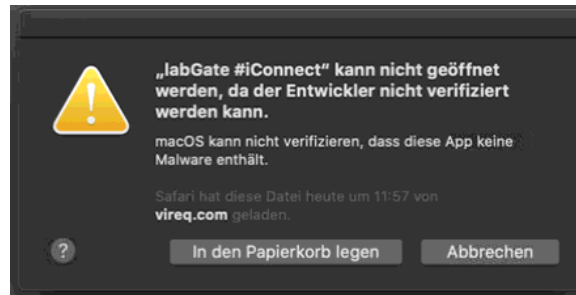 „labGate #iConnect“ kann nicht geöffnet
werden, da der Entwickler nicht verifiziert
werden kann.
macOS kann nicht verifizieren, dass diese App keine
Malware enthält.
Safari hat diese Datei heute um 11:57 von
vireq.com geladen.
?
In den Papierkorb legen
Abbrechen